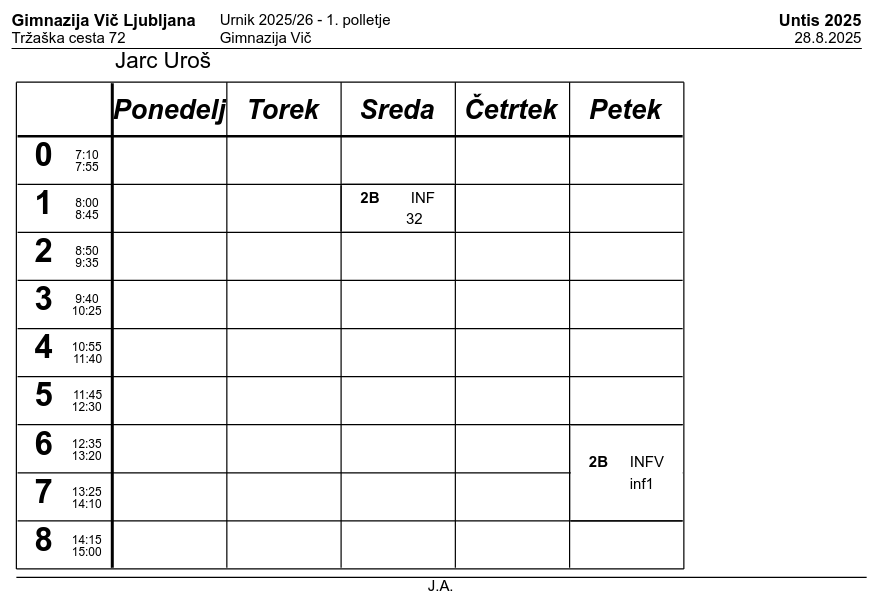 Gimnazija Vič Ljubljana Urnik 2025/26 - 1. polletje Untis 2025
Tržaška cesta 72 Gimnazija Vič 28.8.2025
Jarc Uroš
Ponedelj Torek Sreda Četrtek Petek
0 7:10
7:55
1 8:00 2B INF
8:45 32
2 8:50
9:35
3 9:40
10:25
4 10:55
11:40
5 11:45
12:30
6 12:35
13:20 2B INFV
7 13:25 inf1
14:10
8 14:15
15:00
J.A.